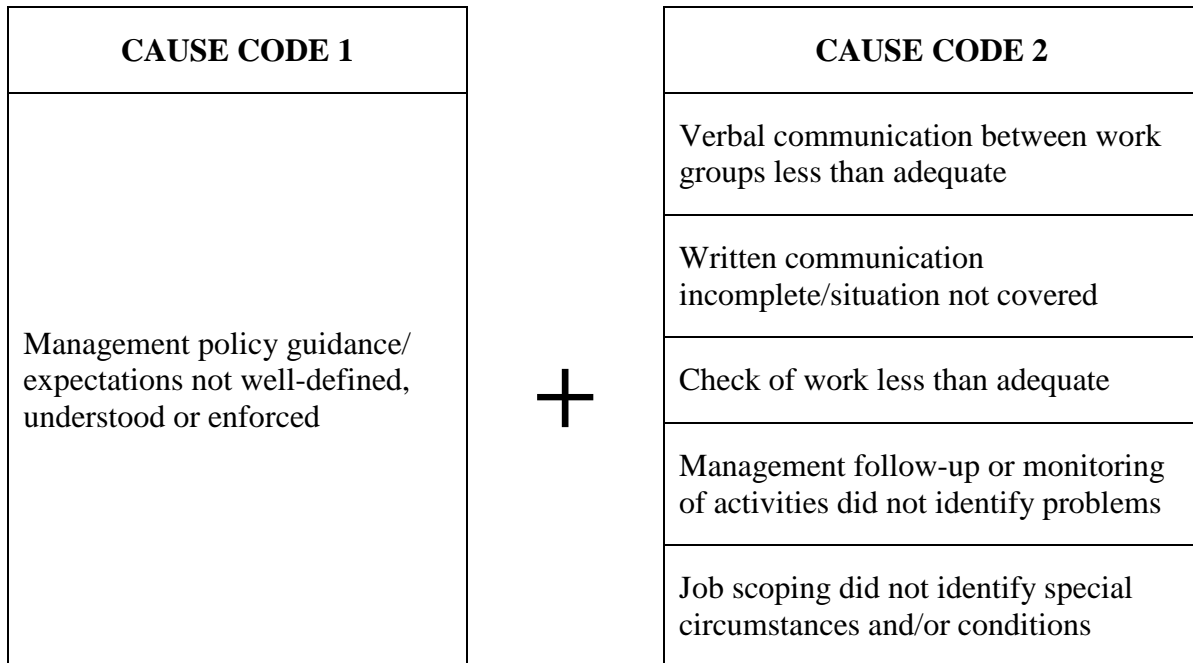 CAUSE CODE 1
Management policy guidance/
expectations not well-defined,
understood or enforced
+
CAUSE CODE 2
Verbal communication between work
groups less than adequate
Written communication
incomplete/situation not covered
Check of work less than adequate
Management follow-up or monitoring
of activities did not identify problems
Job scoping did not identify special
circumstances and/or conditions